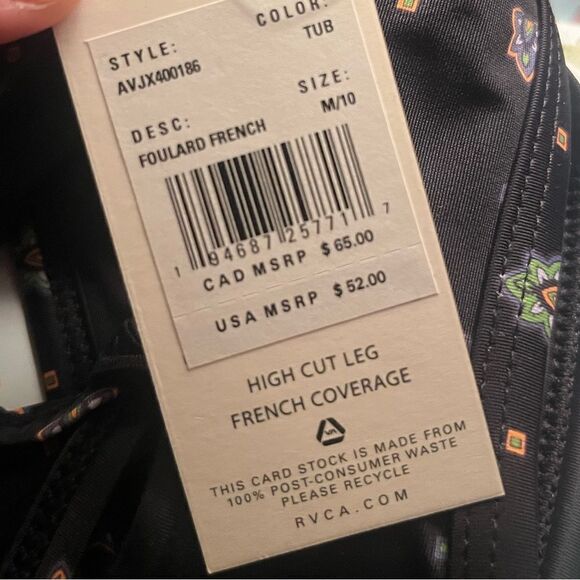 STYLE: COLOR:
AVJX400186 TUB
DESC: SIZE:
FOULARD FRENCH M/10
1 94687 25771 7
CAD MSRP $65.00
USA MSRP $52.00
HIGH CUT LEG
FRENCH COVERAGE
VA
THIS CARD STOCK IS MADE FROM
100% POST-CONSUMER WASTE
PLEASE RECYCLE
RVCA.COM